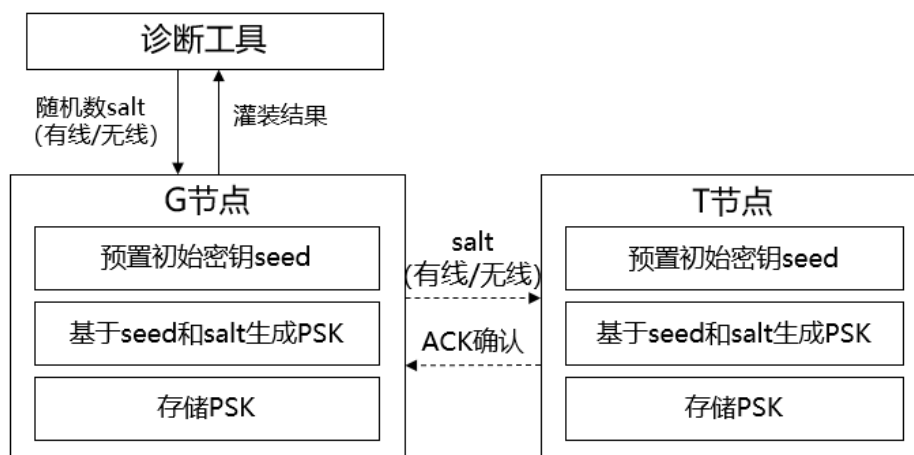 诊断工具
随机数salt
(有线/无线)
灌装结果
G节点
预置初始密钥seed
基于seed和salt生成PSK
存储PSK
salt
(有线/无线)
ACK确认
T节点
预置初始密钥seed
基于seed和salt生成PSK
存储PSK